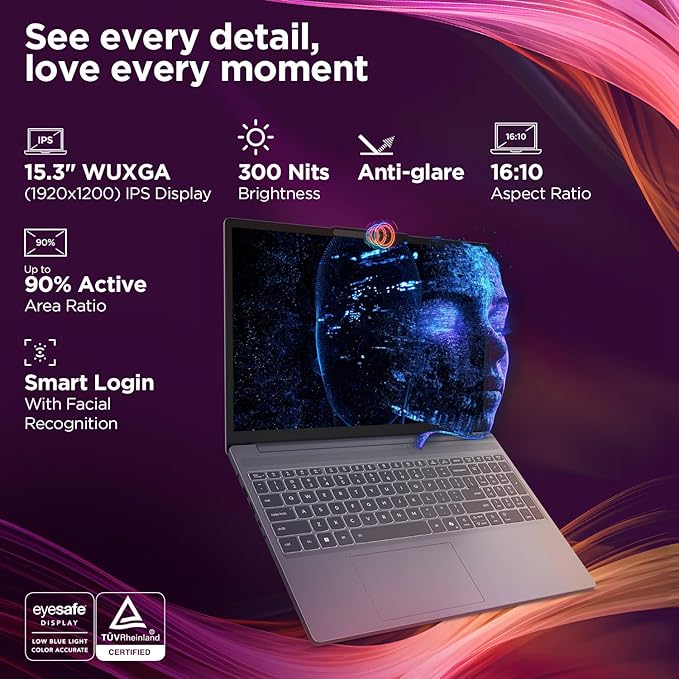 See every detail,
love every moment
IPS
15.3" WUXGA
(1920x1200) IPS Display
300 Nits
Brightness
Anti-glare
16:10
16:10
Aspect Ratio
90%
Up to
90% Active
Area Ratio
Smart Login
With Facial
Recognition
eyesafe®
DISPLAY
LOW BLUE LIGHT
COLOR ACCURATE
TÜVRheinland
CERTIFIED